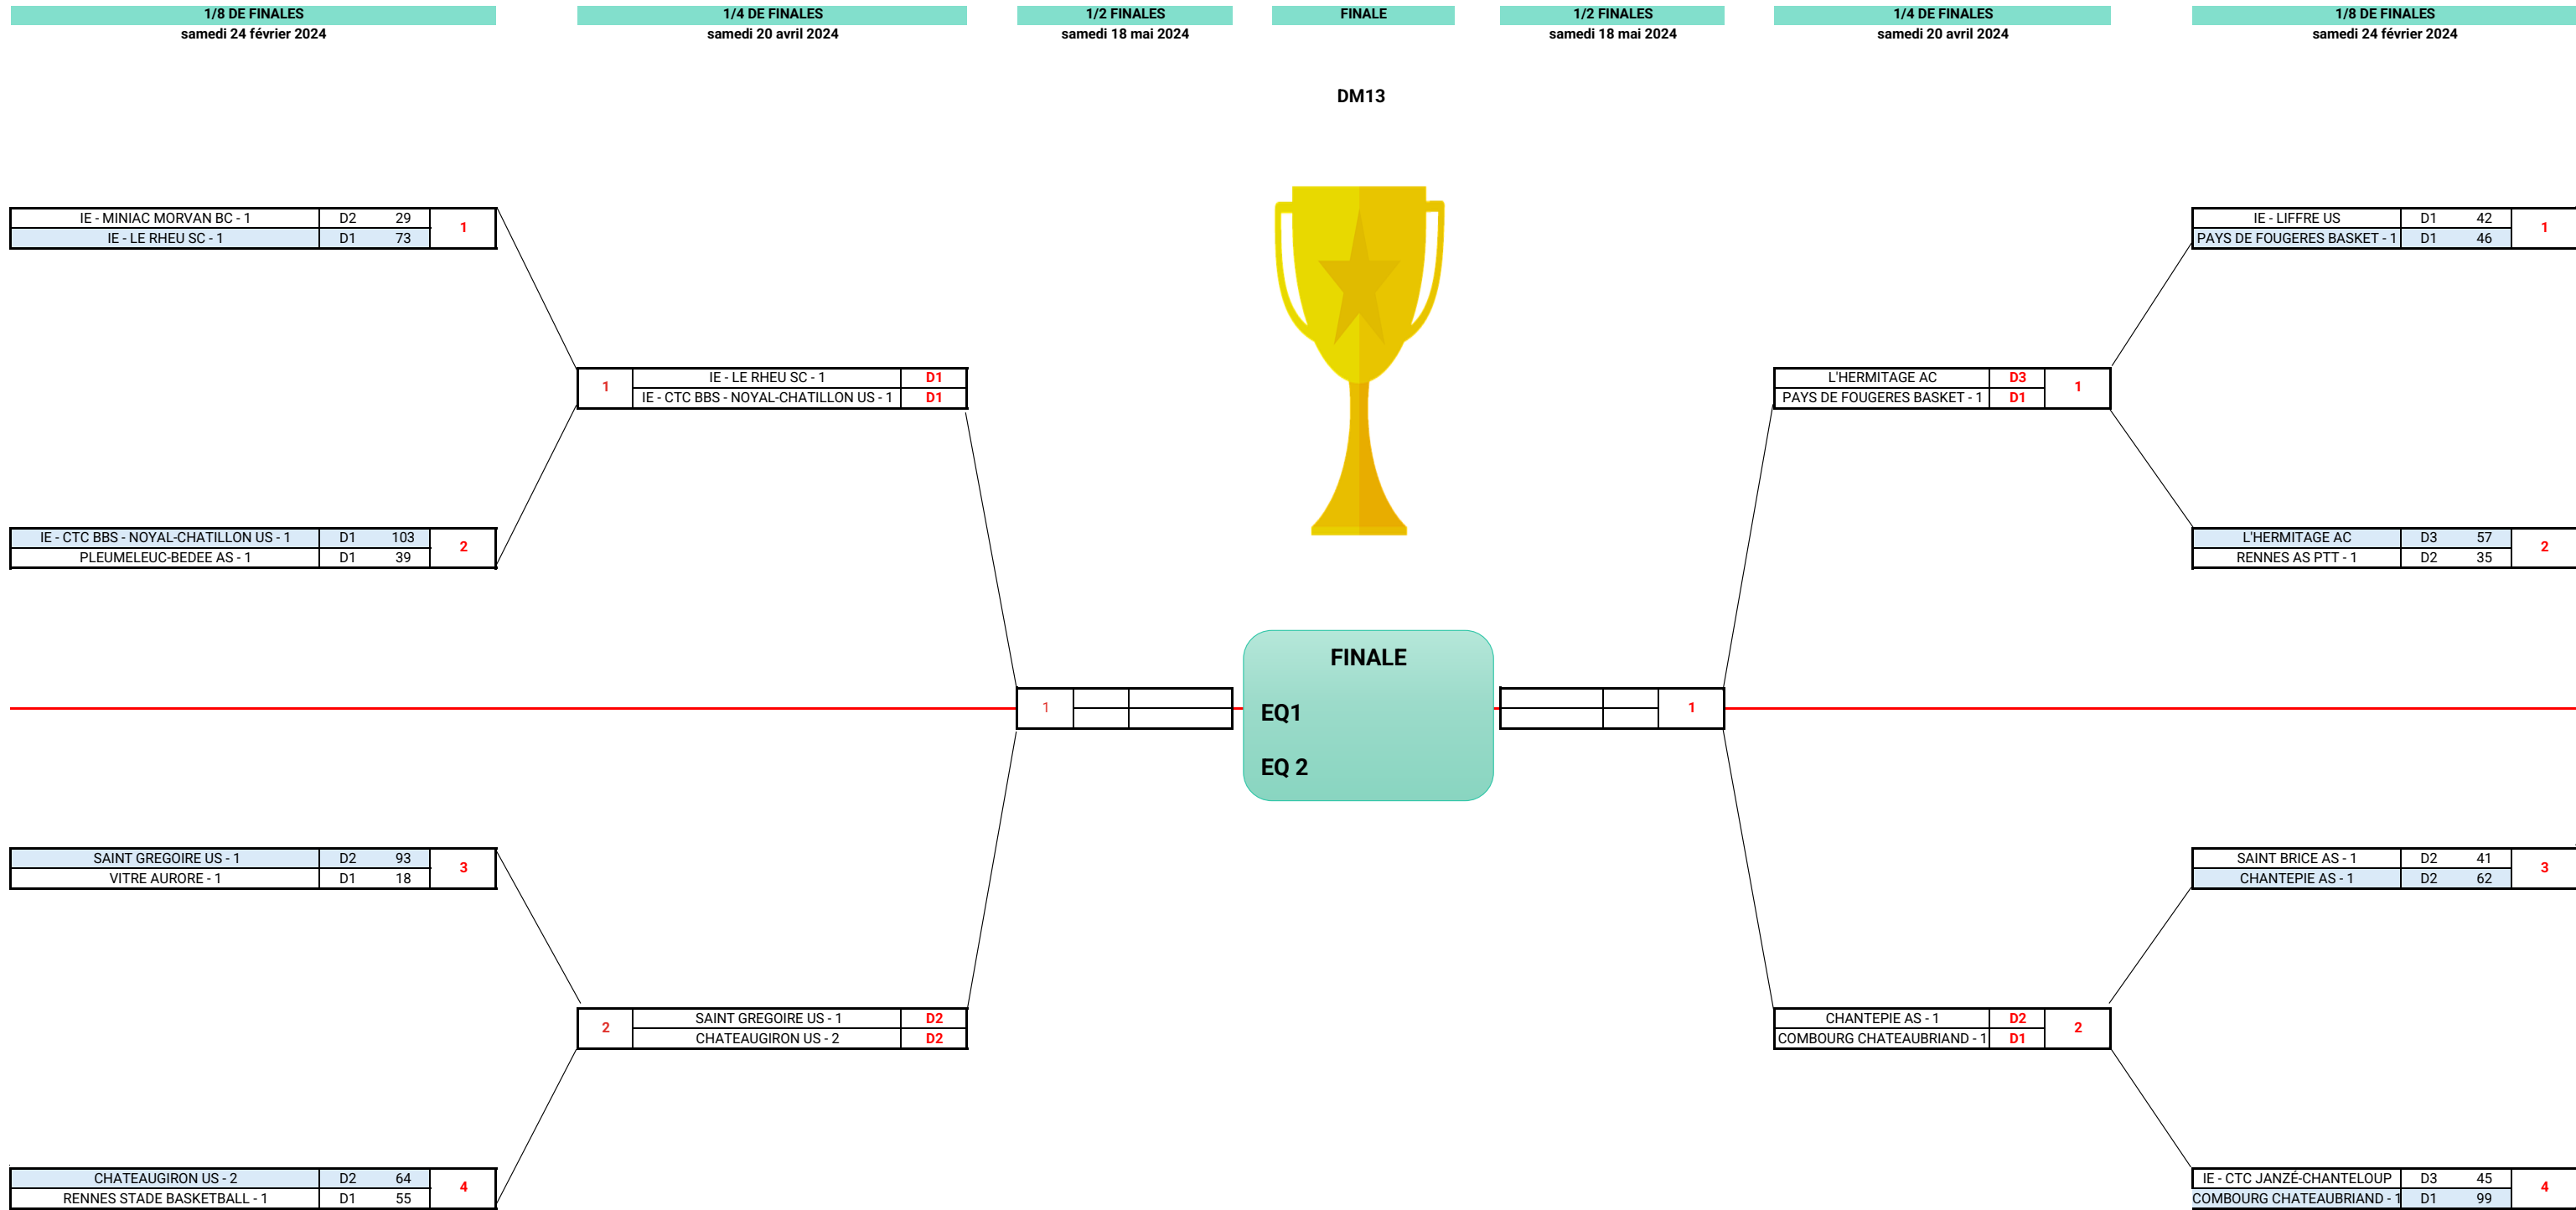 1/8 DE FINALES 1/4 DE FINALES 1/2 FINALES FINALE 1/2 FINALES 1/4 DE FINALES 1/8 DE FINALES
samedi 24 février 2024 samedi 20 avril 2024 samedi 18 mai 2024 samedi 18 mai 2024 samedi 20 avril 2024 samedi 24 février 2024
DM13
IE - MINIAC MORVAN BC - 1 D2 29
IE - LE RHEU SC - 1 D1 73
1
IE - LIFFRE US D1 42
PAYS DE FOUGERES BASKET - 1 D1 46
1
1
IE - LE RHEU SC - 1 D1
IE - CTC BBS - NOYAL-CHATILLON US - 1 D1
L'HERMITAGE AC D3
PAYS DE FOUGERES BASKET - 1 D1
1
IE - CTC BBS - NOYAL-CHATILLON US - 1 D1 103
PLEUMELEUC-BEDEE AS - 1 D1 39
2
L'HERMITAGE AC D3 57
RENNES AS PTT - 1 D2 35
2
1
FINALE
EQ1
EQ 2
1
SAINT GREGOIRE US - 1 D2 93
VITRE AURORE - 1 D1 18
3
SAINT BRICE AS - 1 D2 41
CHANTEPIE AS - 1 D2 62
3
2
SAINT GREGOIRE US - 1 D2
CHATEAUGIRON US - 2 D2
CHANTEPIE AS - 1 D2
COMBOURG CHATEAUBRIAND - 1 D1
2
CHATEAUGIRON US - 2 D2 64
RENNES STADE BASKETBALL - 1 D1 55
4
IE - CTC JANZÉ-CHANTELOUP D3 45
COMBOURG CHATEAUBRIAND - 1 D1 99
4